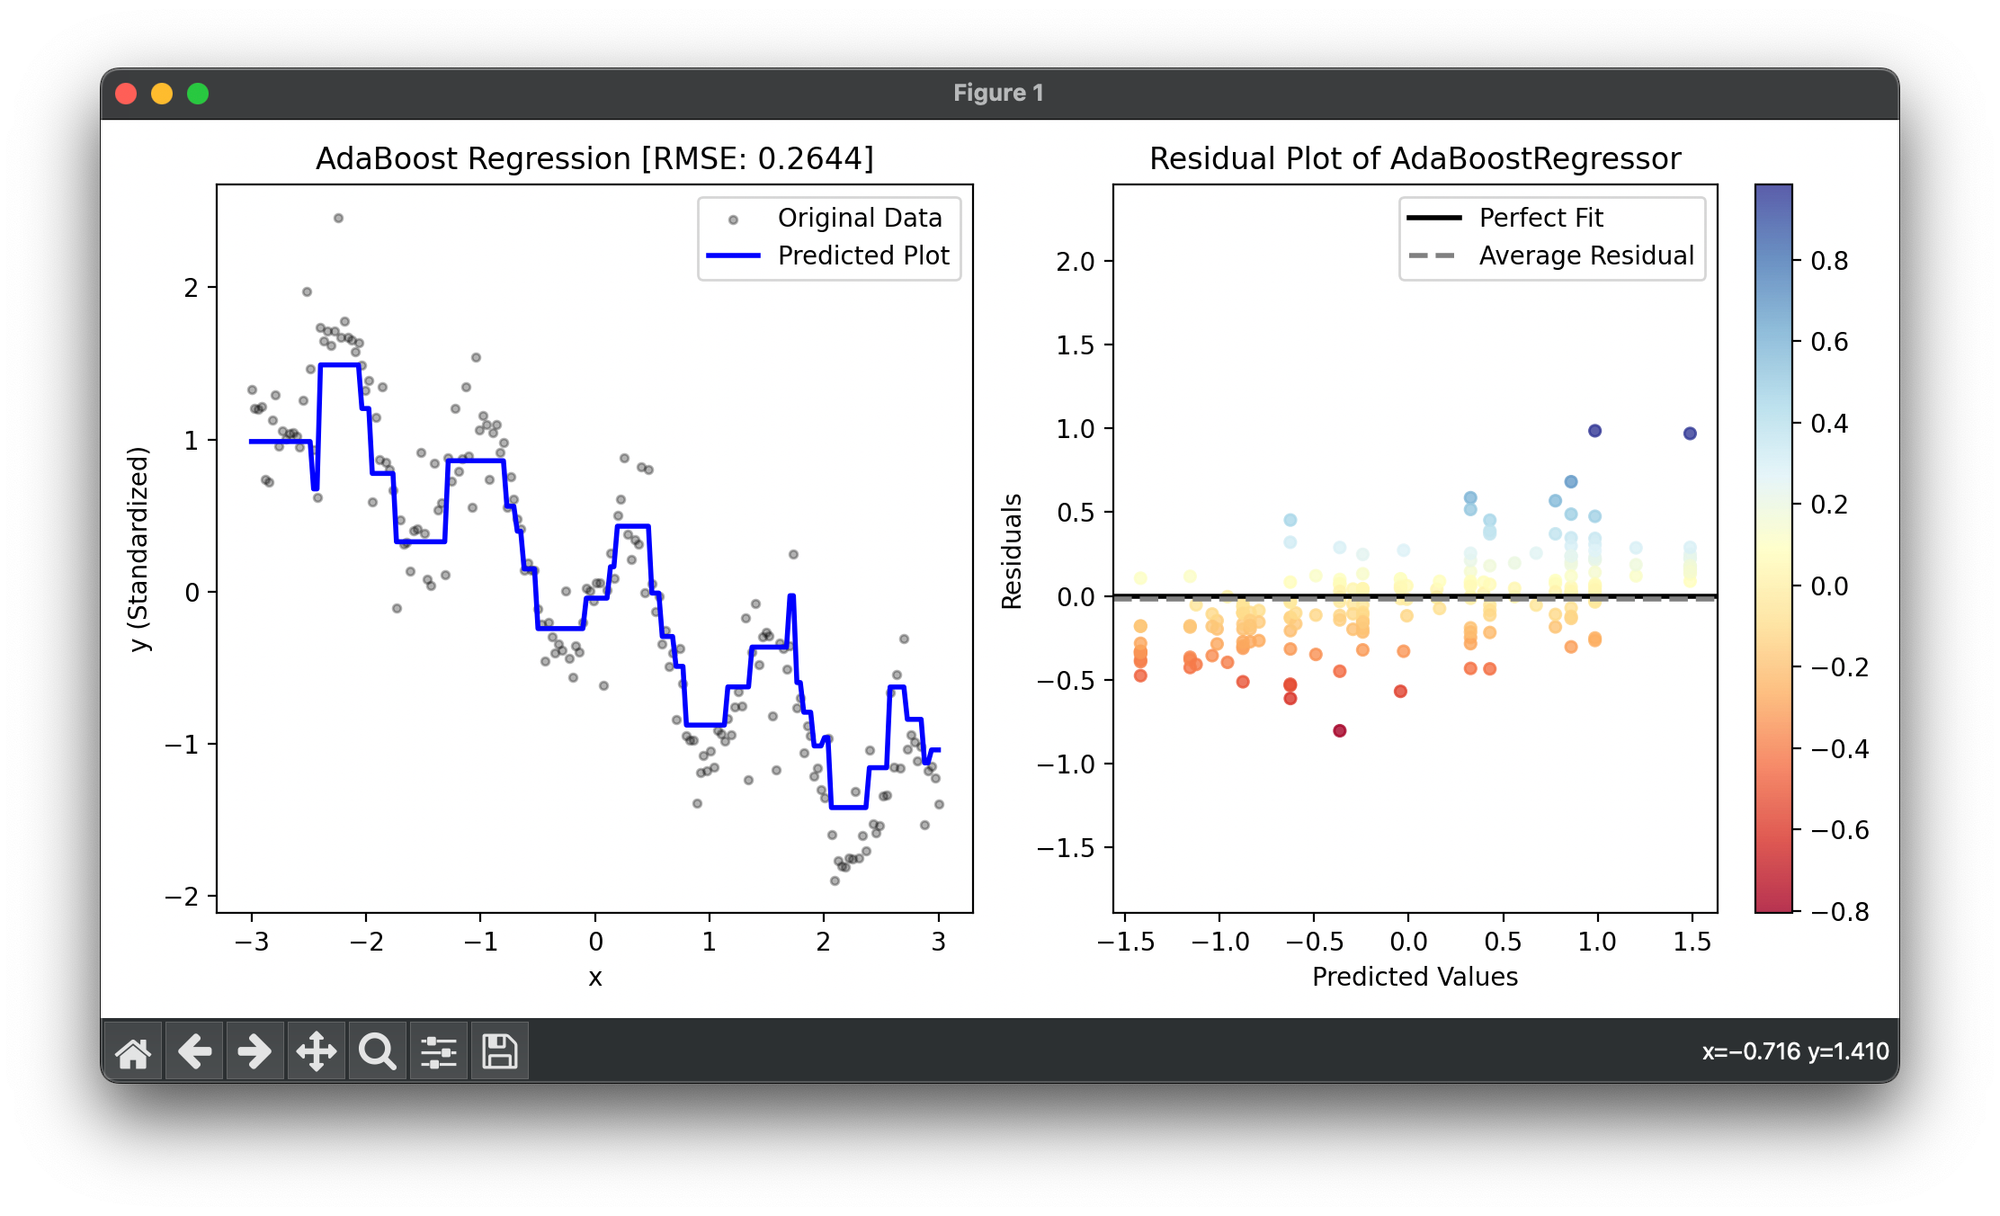 Figure 1
AdaBoost Regression [RMSE: 0.2644]
Original Data
Predicted Plot
y (Standardized)
2
1
0
−1
−2
−3 −2 −1 0 1 2 3
x
Residual Plot of AdaBoostRegressor
Perfect Fit
Average Residual
Residuals
2.0
1.5
1.0
0.5
0.0
−0.5
−1.0
−1.5
−1.5 −1.0 −0.5 0.0 0.5 1.0 1.5
Predicted Values
0.8
0.6
0.4
0.2
0.0
−0.2
−0.4
−0.6
−0.8
x=−0.716 y=1.410